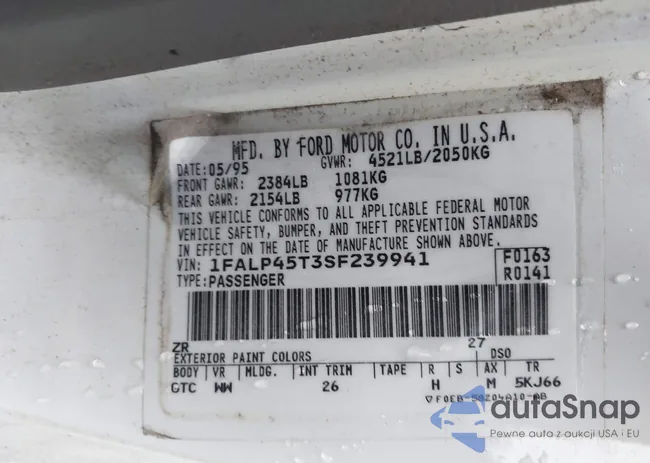 MFD. BY FORD MOTOR CO. IN U.S.A.
DATE: 05/95 GVWR: 4521LB/2050KG
FRONT GAWR: 2384LB 1081KG
REAR GAWR: 2154LB 977KG
THIS VEHICLE CONFORMS TO ALL APPLICABLE FEDERAL MOTOR
VEHICLE SAFETY, BUMPER, AND THEFT PREVENTION STANDARDS
IN EFFECT ON THE DATE OF MANUFACTURE SHOWN ABOVE.
VIN: 1FALP45T3SF239941 F0163
TYPE: PASSENGER R0141
ZR 27
EXTERIOR PAINT COLORS DSO
BODY VR MLDG. INT TRIM TAPE R S AX TR
GTC WW 26 H M 5KJ66
▽F0EB-50204A10-AB
autoSnap
Pewne auta z aukcji USA i EU